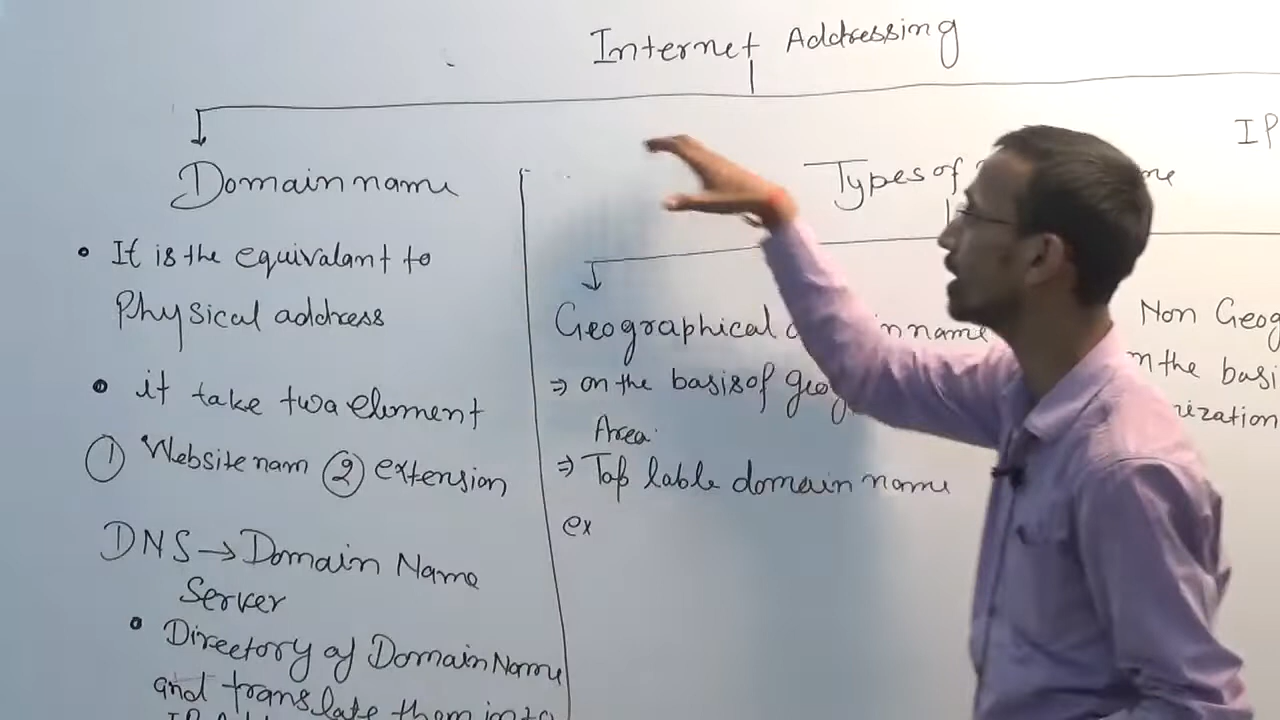 Internet Addressing
IP
Domain name
• It is the equivalant to
Physical address
• it take two element
① Website nam ② extension
DNS → Domain Name
Server
• Directory of Domain Name
and translate them into
Types of
Geographical
⇒ on the basis of
Area.
⇒ Top lable domain name
ex
Non Geog
the basi